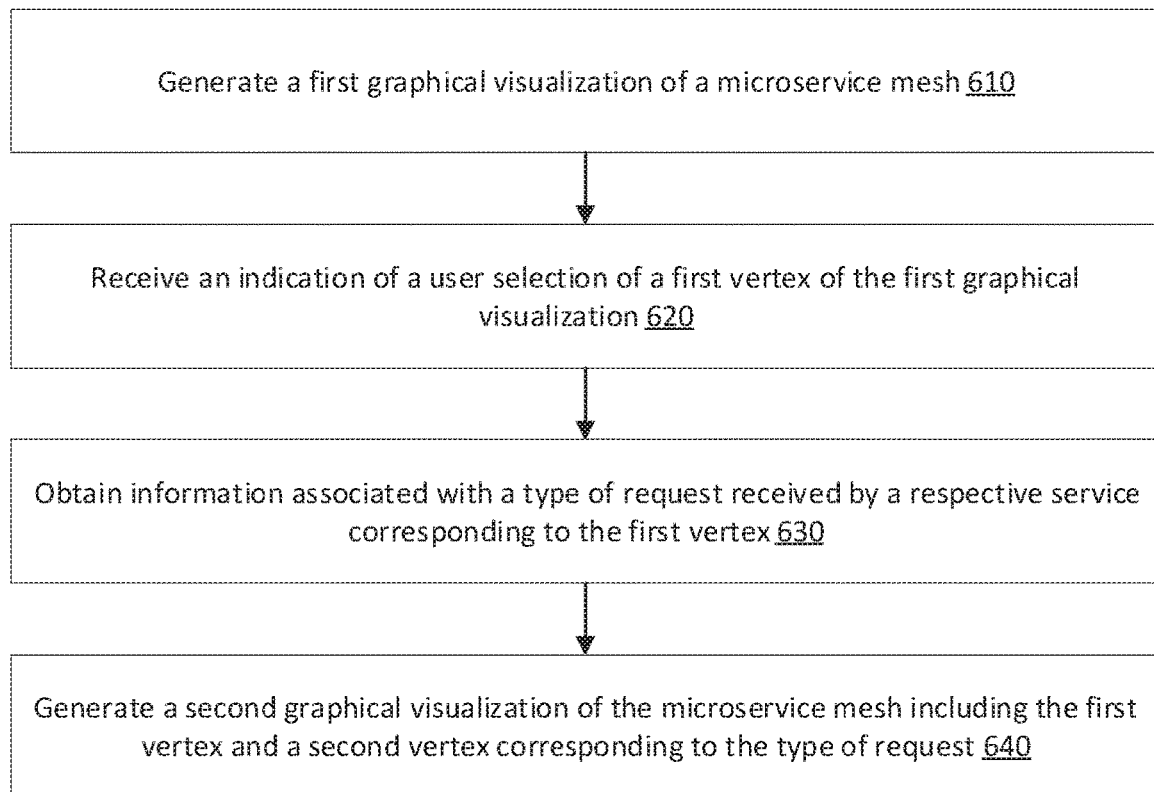 Generate a first graphical visualization of a microservice mesh 610
Receive an indication of a user selection of a first vertex of the first graphical
visualization 620
Obtain information associated with a type of request received by a respective service
corresponding to the first vertex 630
Generate a second graphical visualization of the microservice mesh including the first
vertex and a second vertex corresponding to the type of request 640